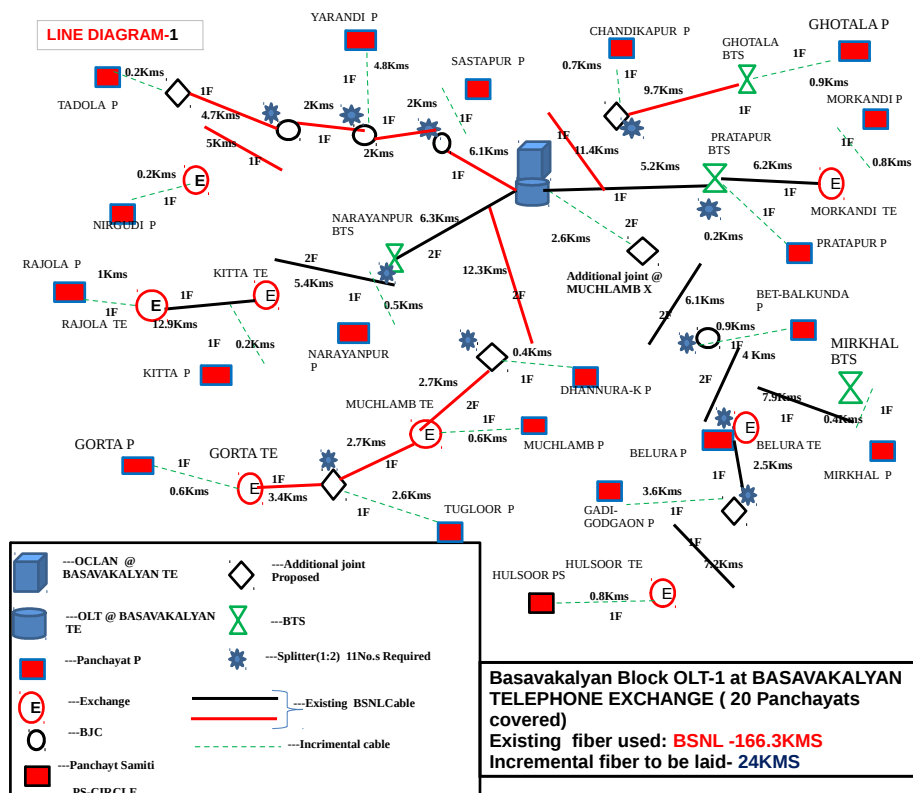 LINE DIAGRAM-1
YARANDI P
CHANDIKAPUR P
GHOTALA P
GHOTALA
BTS
1F
0.9Kms
0.2Kms
TADOLA P
1F
4.7Kms
5Kms
1F
2Kms
1F
4.8Kms
1F
1F
2Kms
SASTAPUR P
2Kms
1F
1F
6.1Kms
0.7Kms
1F
9.7Kms
1F
1F
11.4Kms
MORKANDI P
1F
0.8Kms
PRATAPUR
BTS
5.2Kms
1F
6.2Kms
1F
E
MORKANDI TE
0.2Kms
1F
PRATAPUR P
0.2Kms
1F
E
NIRGUDI P
NARAYANPUR
BTS
6.3Kms
2F
2F
5.4Kms
1F
0.5Kms
NARAYANPUR
P
2.6Kms
2F
Additional joint @
MUCHLAMB X
12.3Kms
2F
RAJOLA P
1Kms
1F
E
RAJOLA TE
1F
12.9Kms
KITTA TE
E
1F
0.2Kms
KITTA P
6.1Kms
2F
BET-BALKUNDA
P
0.9Kms
1F
4 Kms
2F
MIRKHAL
BTS
7.9Kms
1F
0.4Kms
1F
MIRKHAL P
0.4Kms
1F
DHANNURA-K P
2.7Kms
2F
MUCHLAMB TE
E
1F
0.6Kms
MUCHLAMB P
E
BELURA TE
BELURA P
1F
2.5Kms
GORTA P
1F
0.6Kms
GORTA TE
E
1F
3.4Kms
2.7Kms
1F
2.6Kms
1F
TUGLOOR P
3.6Kms
1F
GADI-
GODGAON P
1F
7.2Kms
HULSOOR PS
HULSOOR TE
E
0.8Kms
1F
---OCLAN @
BASAVAKALYAN TE
---OLT @ BASAVAKALYAN
TE
---Panchayat P
E
---Exchange
---BJC
---Panchayt Samiti
PS-CIRCLE
---Additional joint
Proposed
---BTS
---Splitter(1:2) 11No.s Required
---Existing BSNLCable
---Incrimental cable
Basavakalyan Block OLT-1 at BASAVAKALYAN
TELEPHONE EXCHANGE ( 20 Panchayats
covered)
Existing fiber used: BSNL -166.3KMS
Incremental fiber to be laid- 24KMS